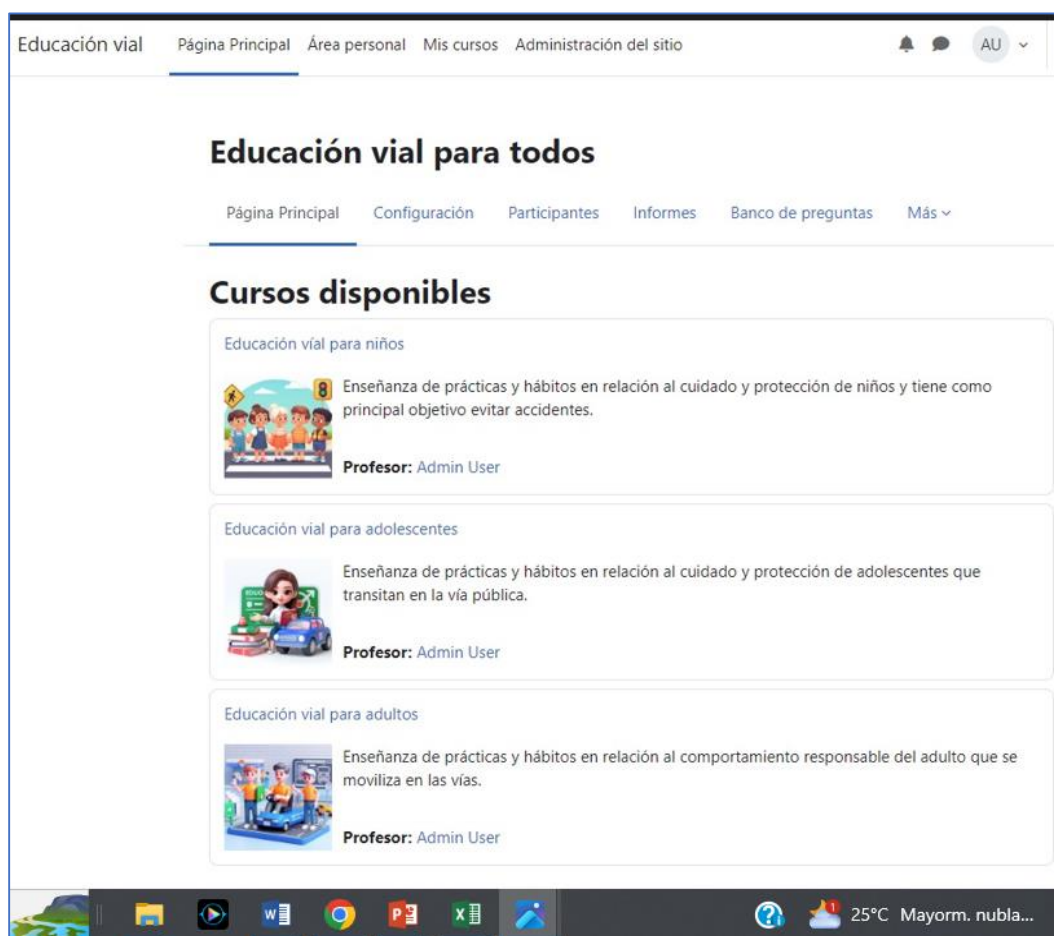 Educación vial Página Principal Área personal Mis cursos Administración del sitio AU
Educación vial para todos
Página Principal Configuración Participantes Informes Banco de preguntas Más
Cursos disponibles
Educación víal para niños
8
Enseñanza de prácticas y hábitos en relación al cuidado y protección de niños y tiene como
principal objetivo evitar accidentes.
Profesor: Admin User
Educación vial para adolescentes
Enseñanza de prácticas y hábitos en relación al cuidado y protección de adolescentes que
transitan en la vía pública.
Profesor: Admin User
Educación vial para adultos
Enseñanza de prácticas y hábitos en relación al comportamiento responsable del adulto que se
moviliza en las vías.
Profesor: Admin User
1
25°C Mayorm. nubla...